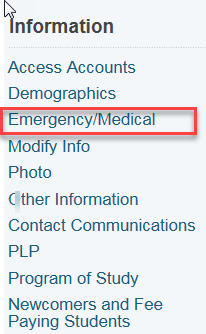 Information
Access Accounts
Demographics
Emergency/Medical
Modify Info
Photo
Other Information
Contact Communications
PLP
Program of Study
Newcomers and Fee
Paying Students